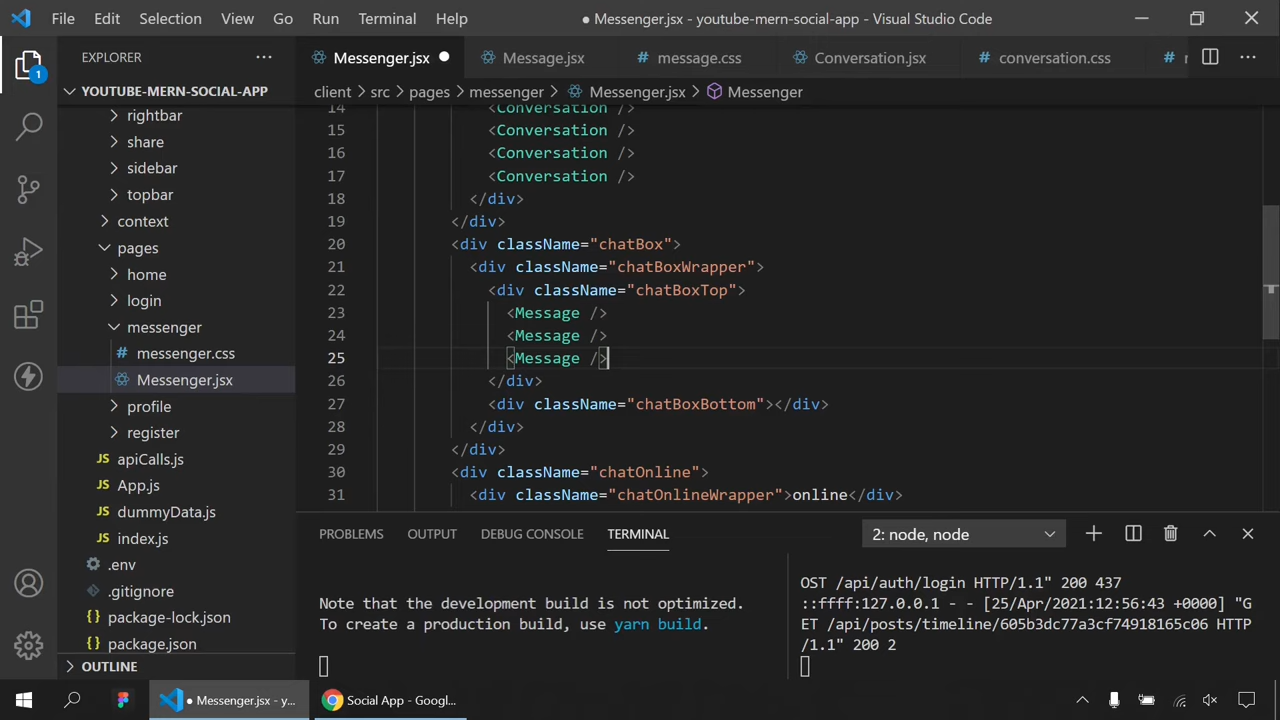 File Edit Selection View Go Run Terminal Help
● Messenger.jsx - youtube-mern-social-app - Visual Studio Code
EXPLORER
Messenger.jsx Message.jsx message.css Conversation.jsx conversation.css
YOUTUBE-MERN-SOCIAL-APP
client > src > pages > messenger > Messenger.jsx > Messenger
1
rightbar
share
sidebar
topbar
context
pages
home
login
messenger
messenger.css
Messenger.jsx
profile
register
apiCalls.js
App.js
dummyData.js
index.js
.env
.gitignore
package-lock.json
package.json
OUTLINE
14 <Conversation />
15 <Conversation />
16 <Conversation />
17 <Conversation />
18 </div>
19 </div>
20 <div className="chatBox">
21 <div className="chatBoxWrapper">
22 <div className="chatBoxTop">
23 <Message />
24 <Message />
25 <Message />
26 </div>
27 <div className="chatBoxBottom"></div>
28 </div>
29 </div>
30 <div className="chatOnline">
31 <div className="chatOnlineWrapper">online</div>
PROBLEMS OUTPUT DEBUG CONSOLE TERMINAL 2: node, node
Note that the development build is not optimized.
To create a production build, use yarn build.
OST /api/auth/login HTTP/1.1" 200 437
::ffff:127.0.0.1 - - [25/Apr/2021:12:56:43 +0000] "G
ET /api/posts/timeline/605b3dc77a3cf74918165c06 HTTP
/1.1" 200 2
● Messenger.jsx - y... Social App - Googl...